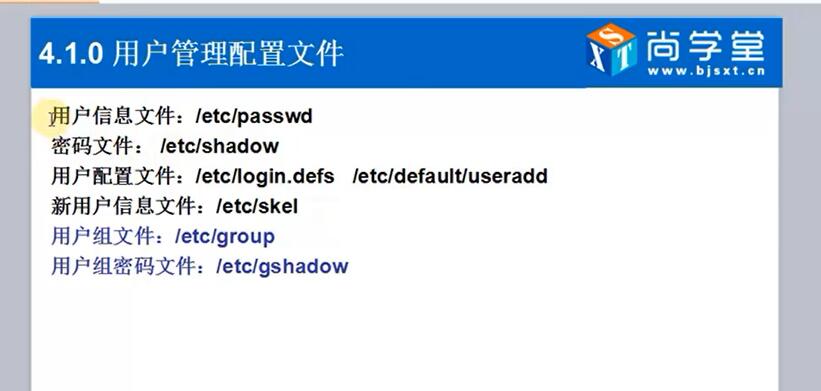 4.1.0 用户管理配置文件
XST 尚学堂
www.bjsxt.cn
用户信息文件：/etc/passwd
密码文件： /etc/shadow
用户配置文件：/etc/login.defs /etc/default/useradd
新用户信息文件：/etc/skel
用户组文件：/etc/group
用户组密码文件：/etc/gshadow